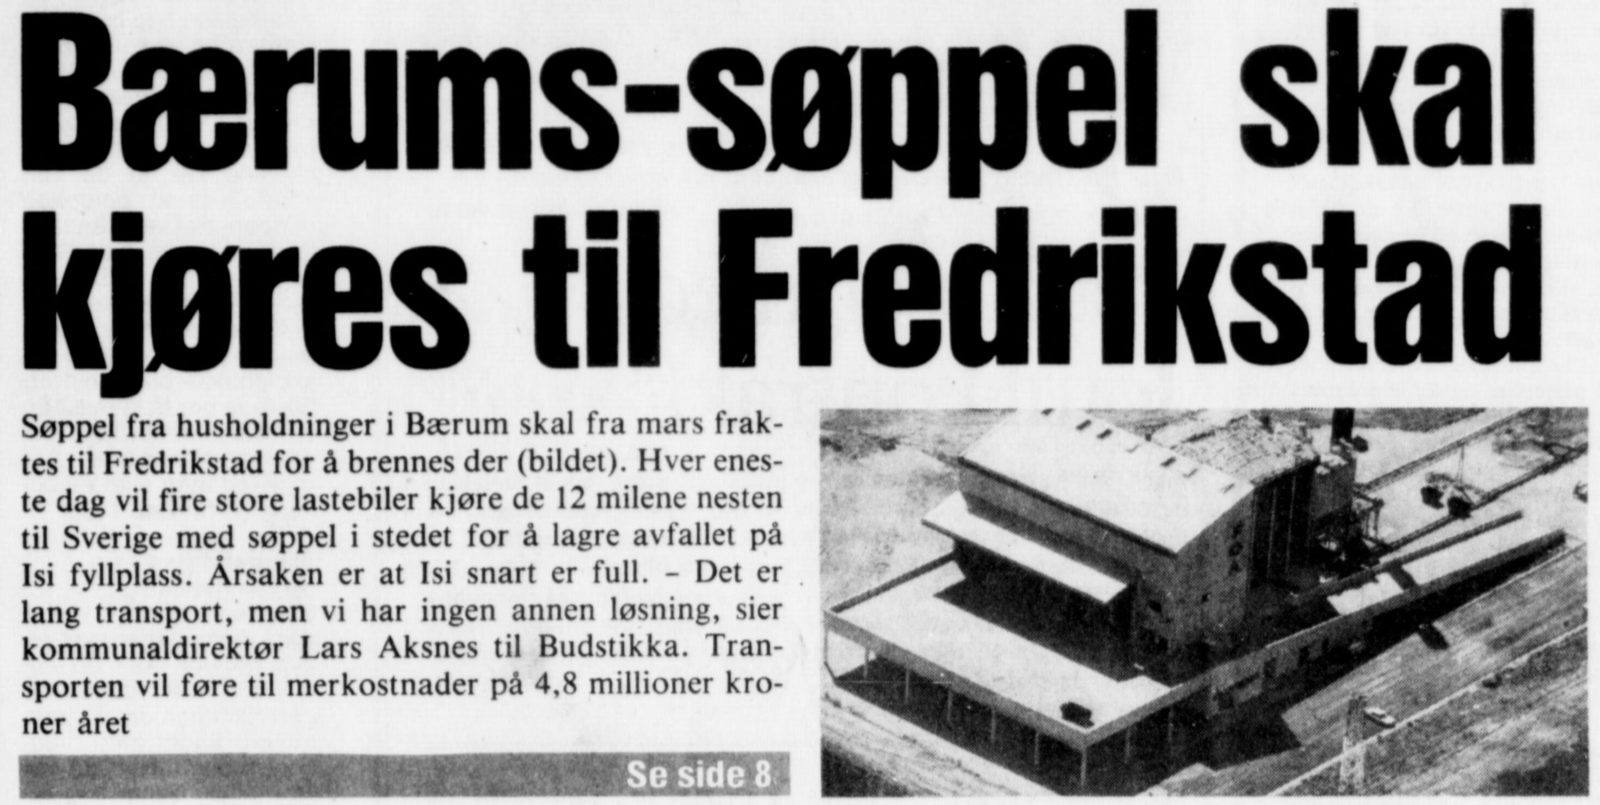 Bærums-søppel skal
kjøres til Fredrikstad
Søppel fra husholdninger i Bærum skal fra mars frak-
tes til Fredrikstad for å brennes der (bildet). Hver enes-
te dag vil fire store lastebiler kjøre de 12 milene nesten
til Sverige med søppel i stedet for å lagre avfallet på
Isi fyllplass. Årsaken er at Isi snart er full. – Det er
lang transport, men vi har ingen annen løsning, sier
kommunaldirektør Lars Aksnes til Budstikka. Tran-
sporten vil føre til merkostnader på 4,8 millioner kro-
ner året
Se side 8